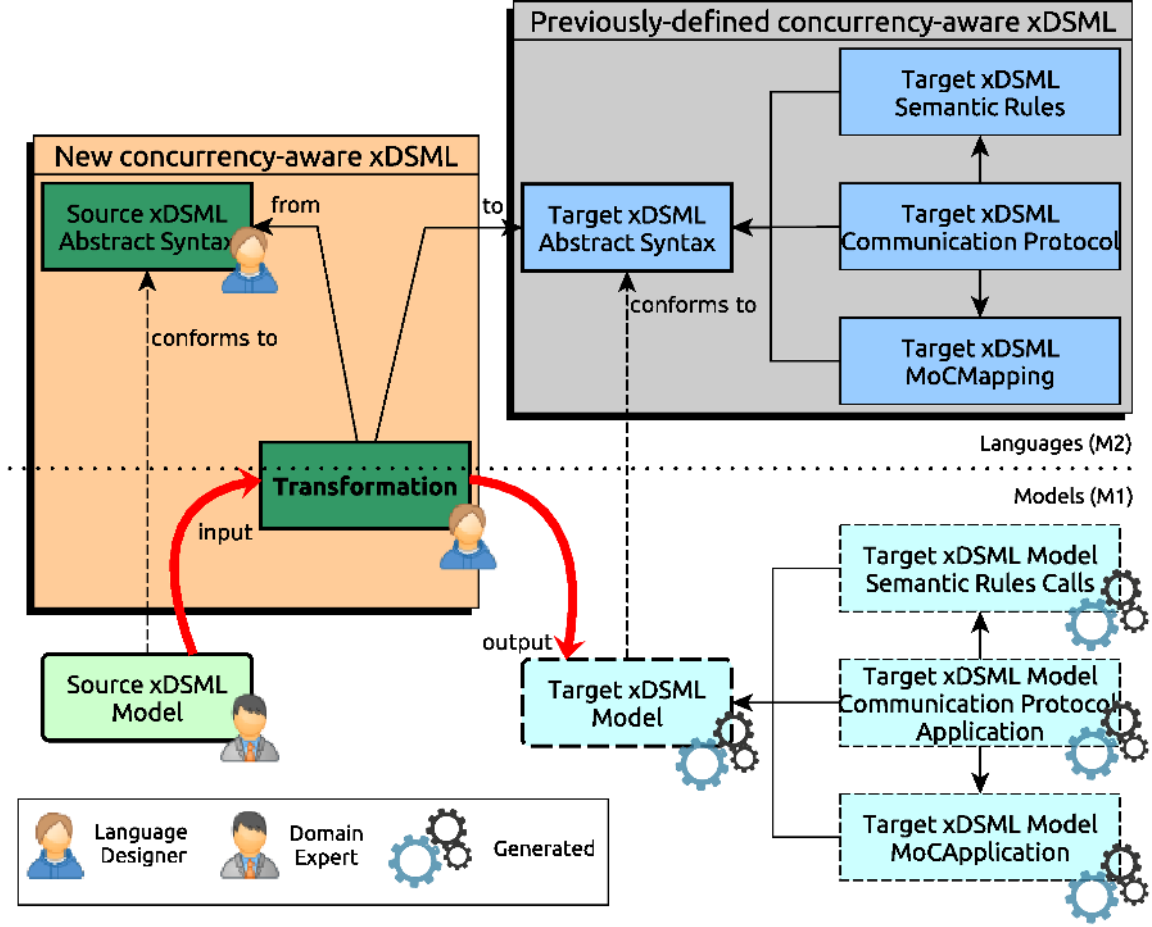 Previously-defined concurrency-aware xDSML
Target xDSML
Semantic Rules
New concurrency-aware xDSML
Source xDSML
Abstract Syntax
from
to
Target xDSML
Abstract Syntax
Target xDSML
Communication Protocol
conforms to
conforms to
Target xDSML
MoCMapping
Languages (M2)
Transformation
Models (M1)
input
Target xDSML Model
Semantic Rules Calls
output
Source xDSML
Model
Target xDSML
Model
Target xDSML Model
Communication Protocol
Application
Target xDSML Model
MoCApplication
Language
Designer
Domain
Expert
Generated